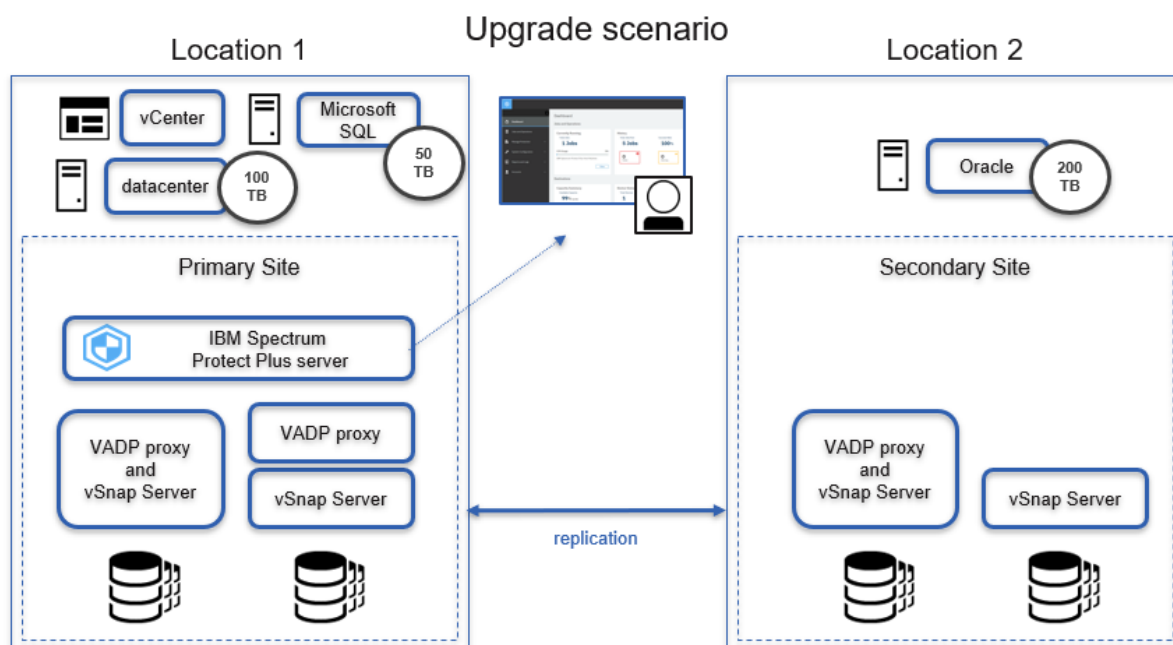 Upgrade scenario
Location 1
Location 2
vCenter
Microsoft
SQL
50
TB
datacenter
100
TB
Dashboard
Oracle
200
TB
Primary Site
Secondary Site
IBM Spectrum
Protect Plus server
VADP proxy
and
vSnap Server
VADP proxy
vSnap Server
replication
VADP proxy
and
vSnap Server
vSnap Server